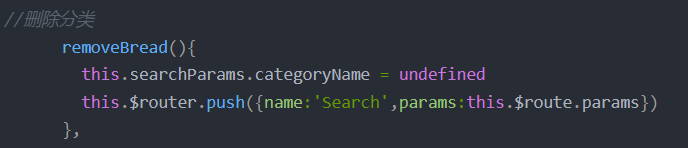 //删除分类
removeBread(){
this.searchParams.categoryName = undefined
this.$router.push({name:'Search',params:this.$route.params})
},